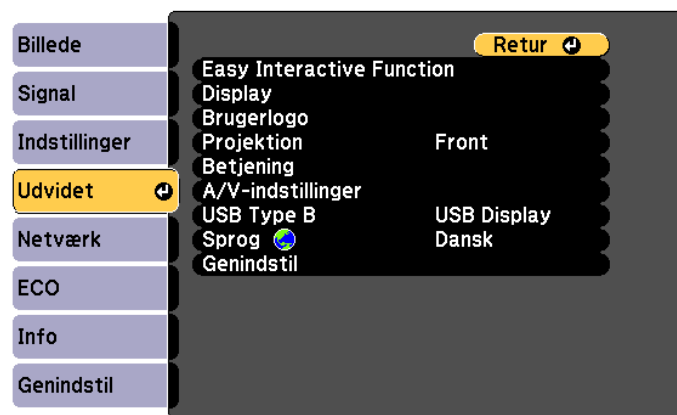 Billede
Signal
Indstillinger
Udvidet
Netværk
ECO
Info
Genindstil
Retur
Easy Interactive Function
Display
Brugerlogo
Projektion Front
Betjening
A/V-indstillinger
USB Type B USB Display
Sprog Dansk
Genindstil